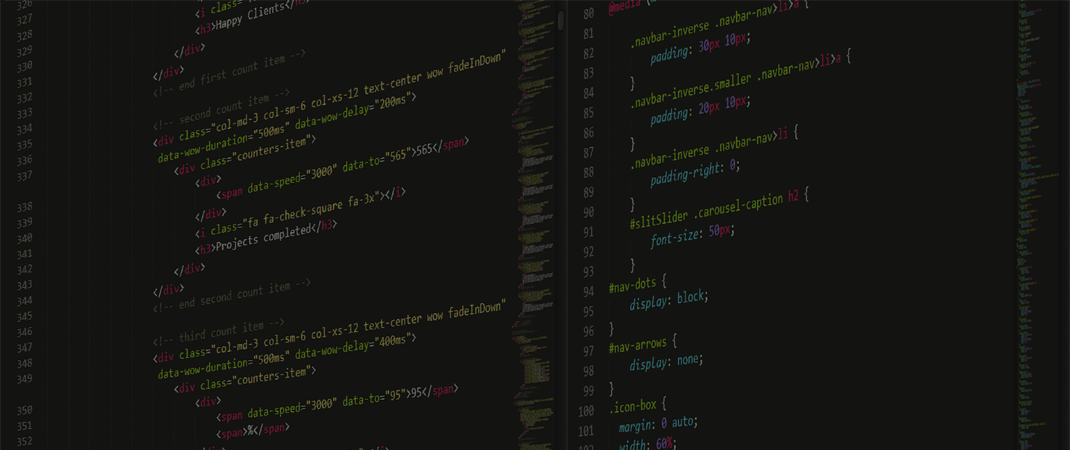 326
327
328
329
330
331
332
333
334
335
336
337
338
339
340
341
342
343
344
345
346
347
348
349
350
351
352
<i class="
<h3>Happy Clients</h3>
</div>
</div>
<!-- end first count item -->
<!-- second count item -->
<div class="col-md-3 col-sm-6 col-xs-12 text-center wow fadeInDown"
data-wow-duration="500ms" data-wow-delay="200ms">
<div class="counters-item">
<div>
<span data-speed="3000" data-to="565">565</span>
</div>
<i class="fa fa-check-square fa-3x"></i>
<h3>Projects completed</h3>
</div>
</div>
<!-- end second count item -->
<!-- third count item -->
<div class="col-md-3 col-sm-6 col-xs-12 text-center wow fadeInDown"
data-wow-duration="500ms" data-wow-delay="400ms">
<div class="counters-item">
<div>
<span data-speed="3000" data-to="95">95</span>
<span>%</span>
80
81
82
83
84
85
86
87
88
89
90
91
92
93
94
95
96
97
98
99
100
101
102
@media
.navbar-inverse .navbar-nav>li>a {
padding: 30px 10px;
}
.navbar-inverse.smaller .navbar-nav>li>a {
padding: 20px 10px;
}
.navbar-inverse .navbar-nav>li {
padding-right: 0;
}
#slitSlider .carousel-caption h2 {
font-size: 50px;
}
#nav-dots {
display: block;
}
#nav-arrows {
display: none;
}
.icon-box {
margin: 0 auto;
width: 60%;